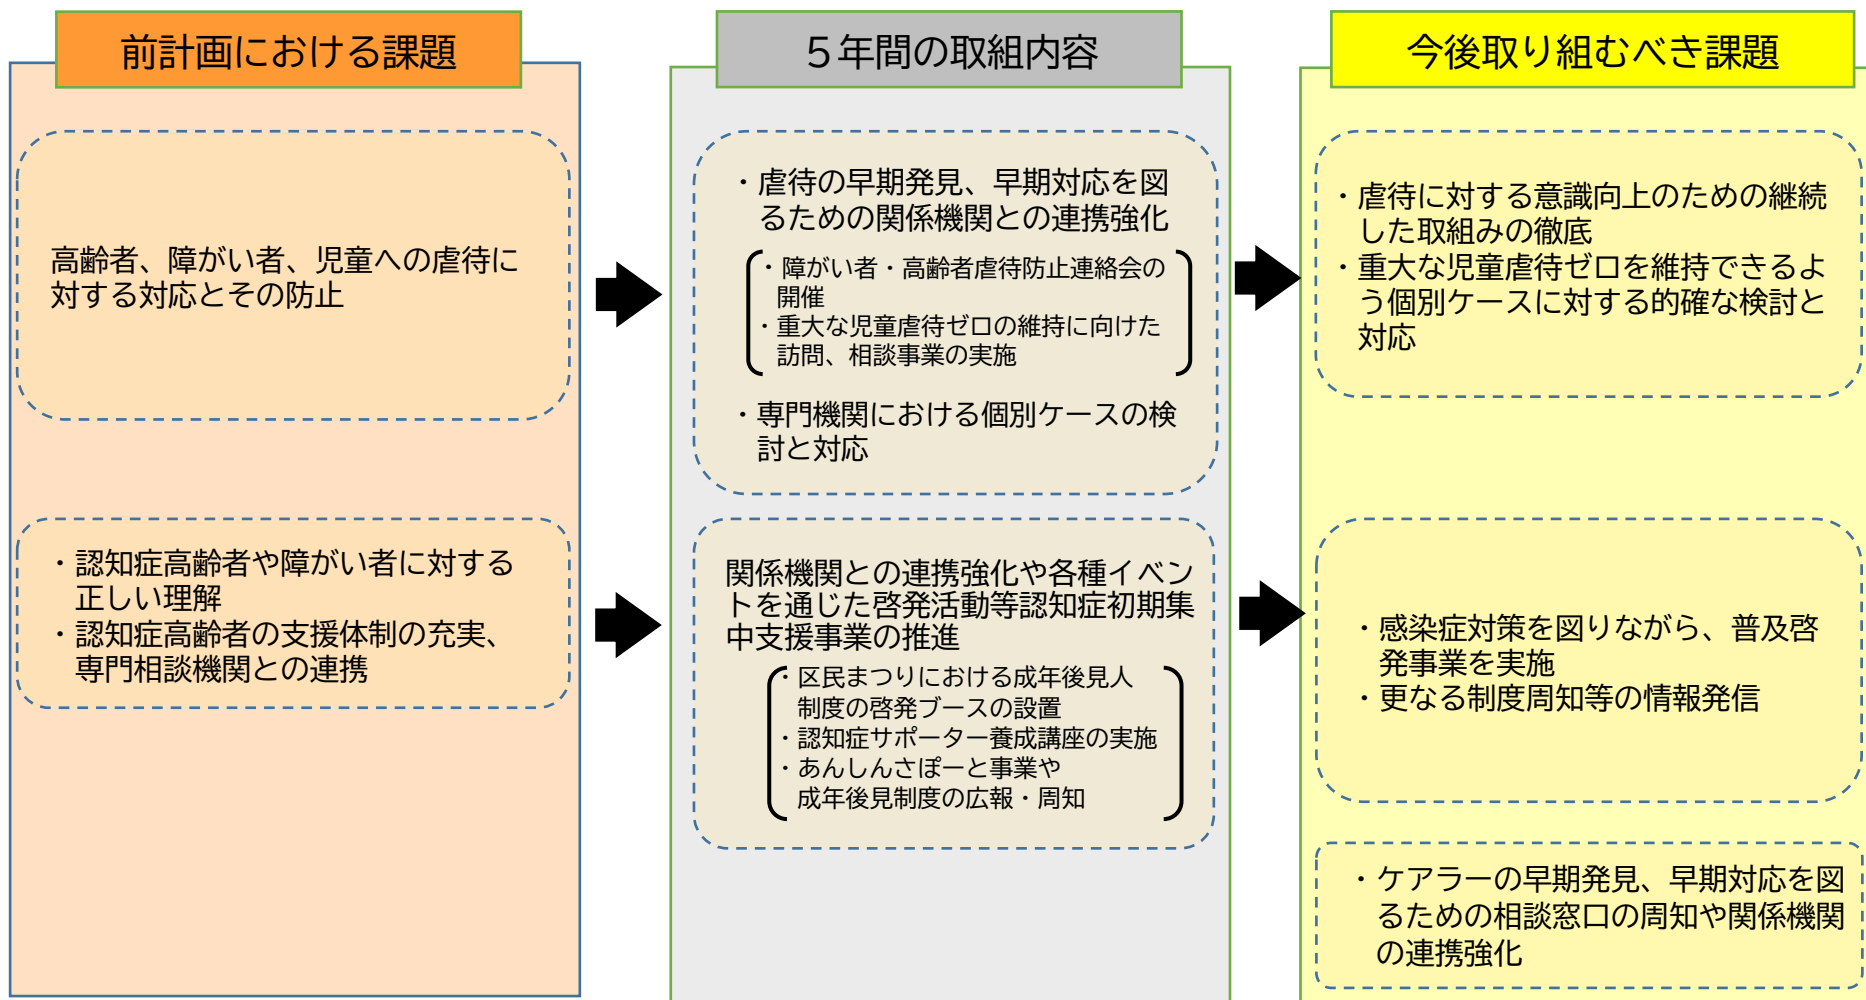 前計画における課題
高齢者、障がい者、児童への虐待に
対する対応とその防止
・認知症高齢者や障がい者に対する
正しい理解
・認知症高齢者の支援体制の充実、
専門相談機関との連携
５年間の取組内容
・虐待の早期発見、早期対応を図
るための関係機関との連携強化
・障がい者・高齢者虐待防止連絡会の
開催
・重大な児童虐待ゼロの維持に向けた
訪問、相談事業の実施
・専門機関における個別ケースの検
討と対応
関係機関との連携強化や各種イベン
トを通じた啓発活動等認知症初期集
中支援事業の推進
・区民まつりにおける成年後見人
制度の啓発ブースの設置
・認知症サポーター養成講座の実施
・あんしんさぽーと事業や
成年後見制度の広報・周知
今後取り組むべき課題
・虐待に対する意識向上のための継続
した取組みの徹底
・重大な児童虐待ゼロを維持できるよ
う個別ケースに対する的確な検討と
対応
・感染症対策を図りながら、普及啓
発事業を実施
・更なる制度周知等の情報発信
・ケアラーの早期発見、早期対応を図
るための相談窓口の周知や関係機関
の連携強化